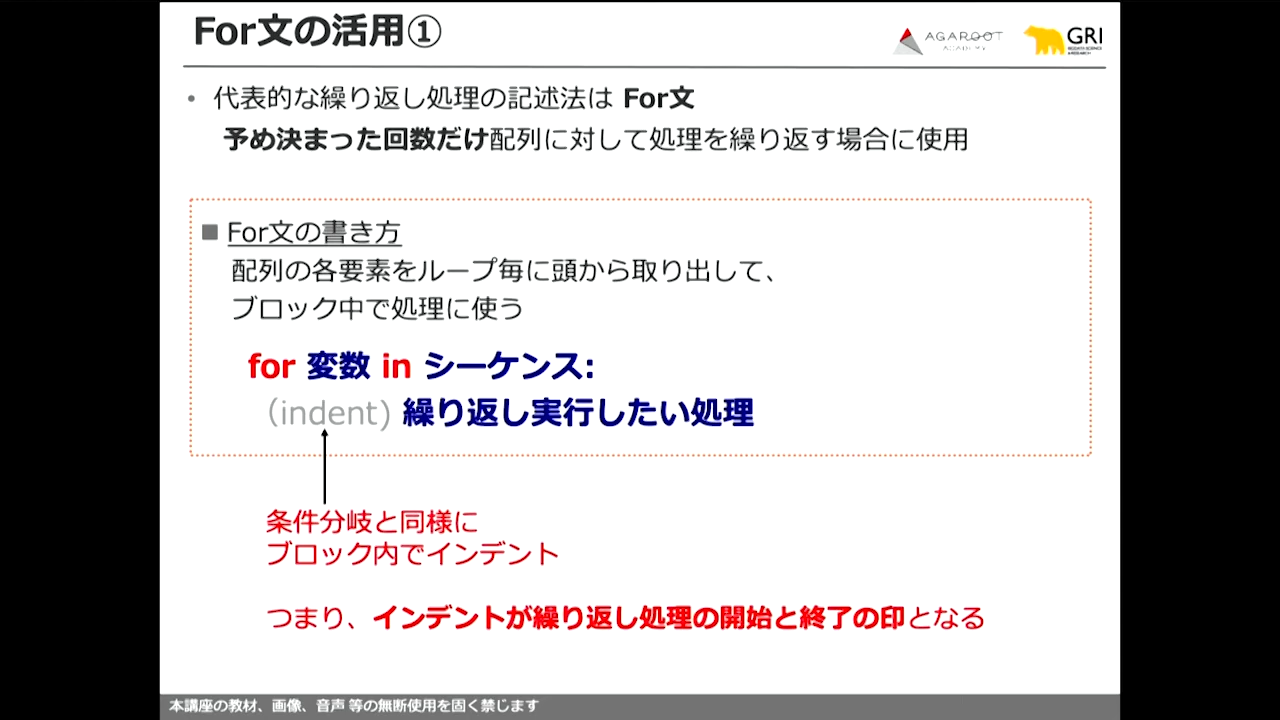 For文の活用①
AGAROOT
ACADEMY
GRI
・代表的な繰り返し処理の記述法は For文
予め決まった回数だけ配列に対して処理を繰り返す場合に使用
■ For文の書き方
配列の各要素をループ毎に頭から取り出して、
ブロック中で処理に使う
for 変数 in シーケンス:
（indent）繰り返し実行したい処理
条件分岐と同様に
ブロック内でインデント
つまり、インデントが繰り返し処理の開始と終了の印となる
本講座の教材、画像、音声 等の無断使用を固く禁じます